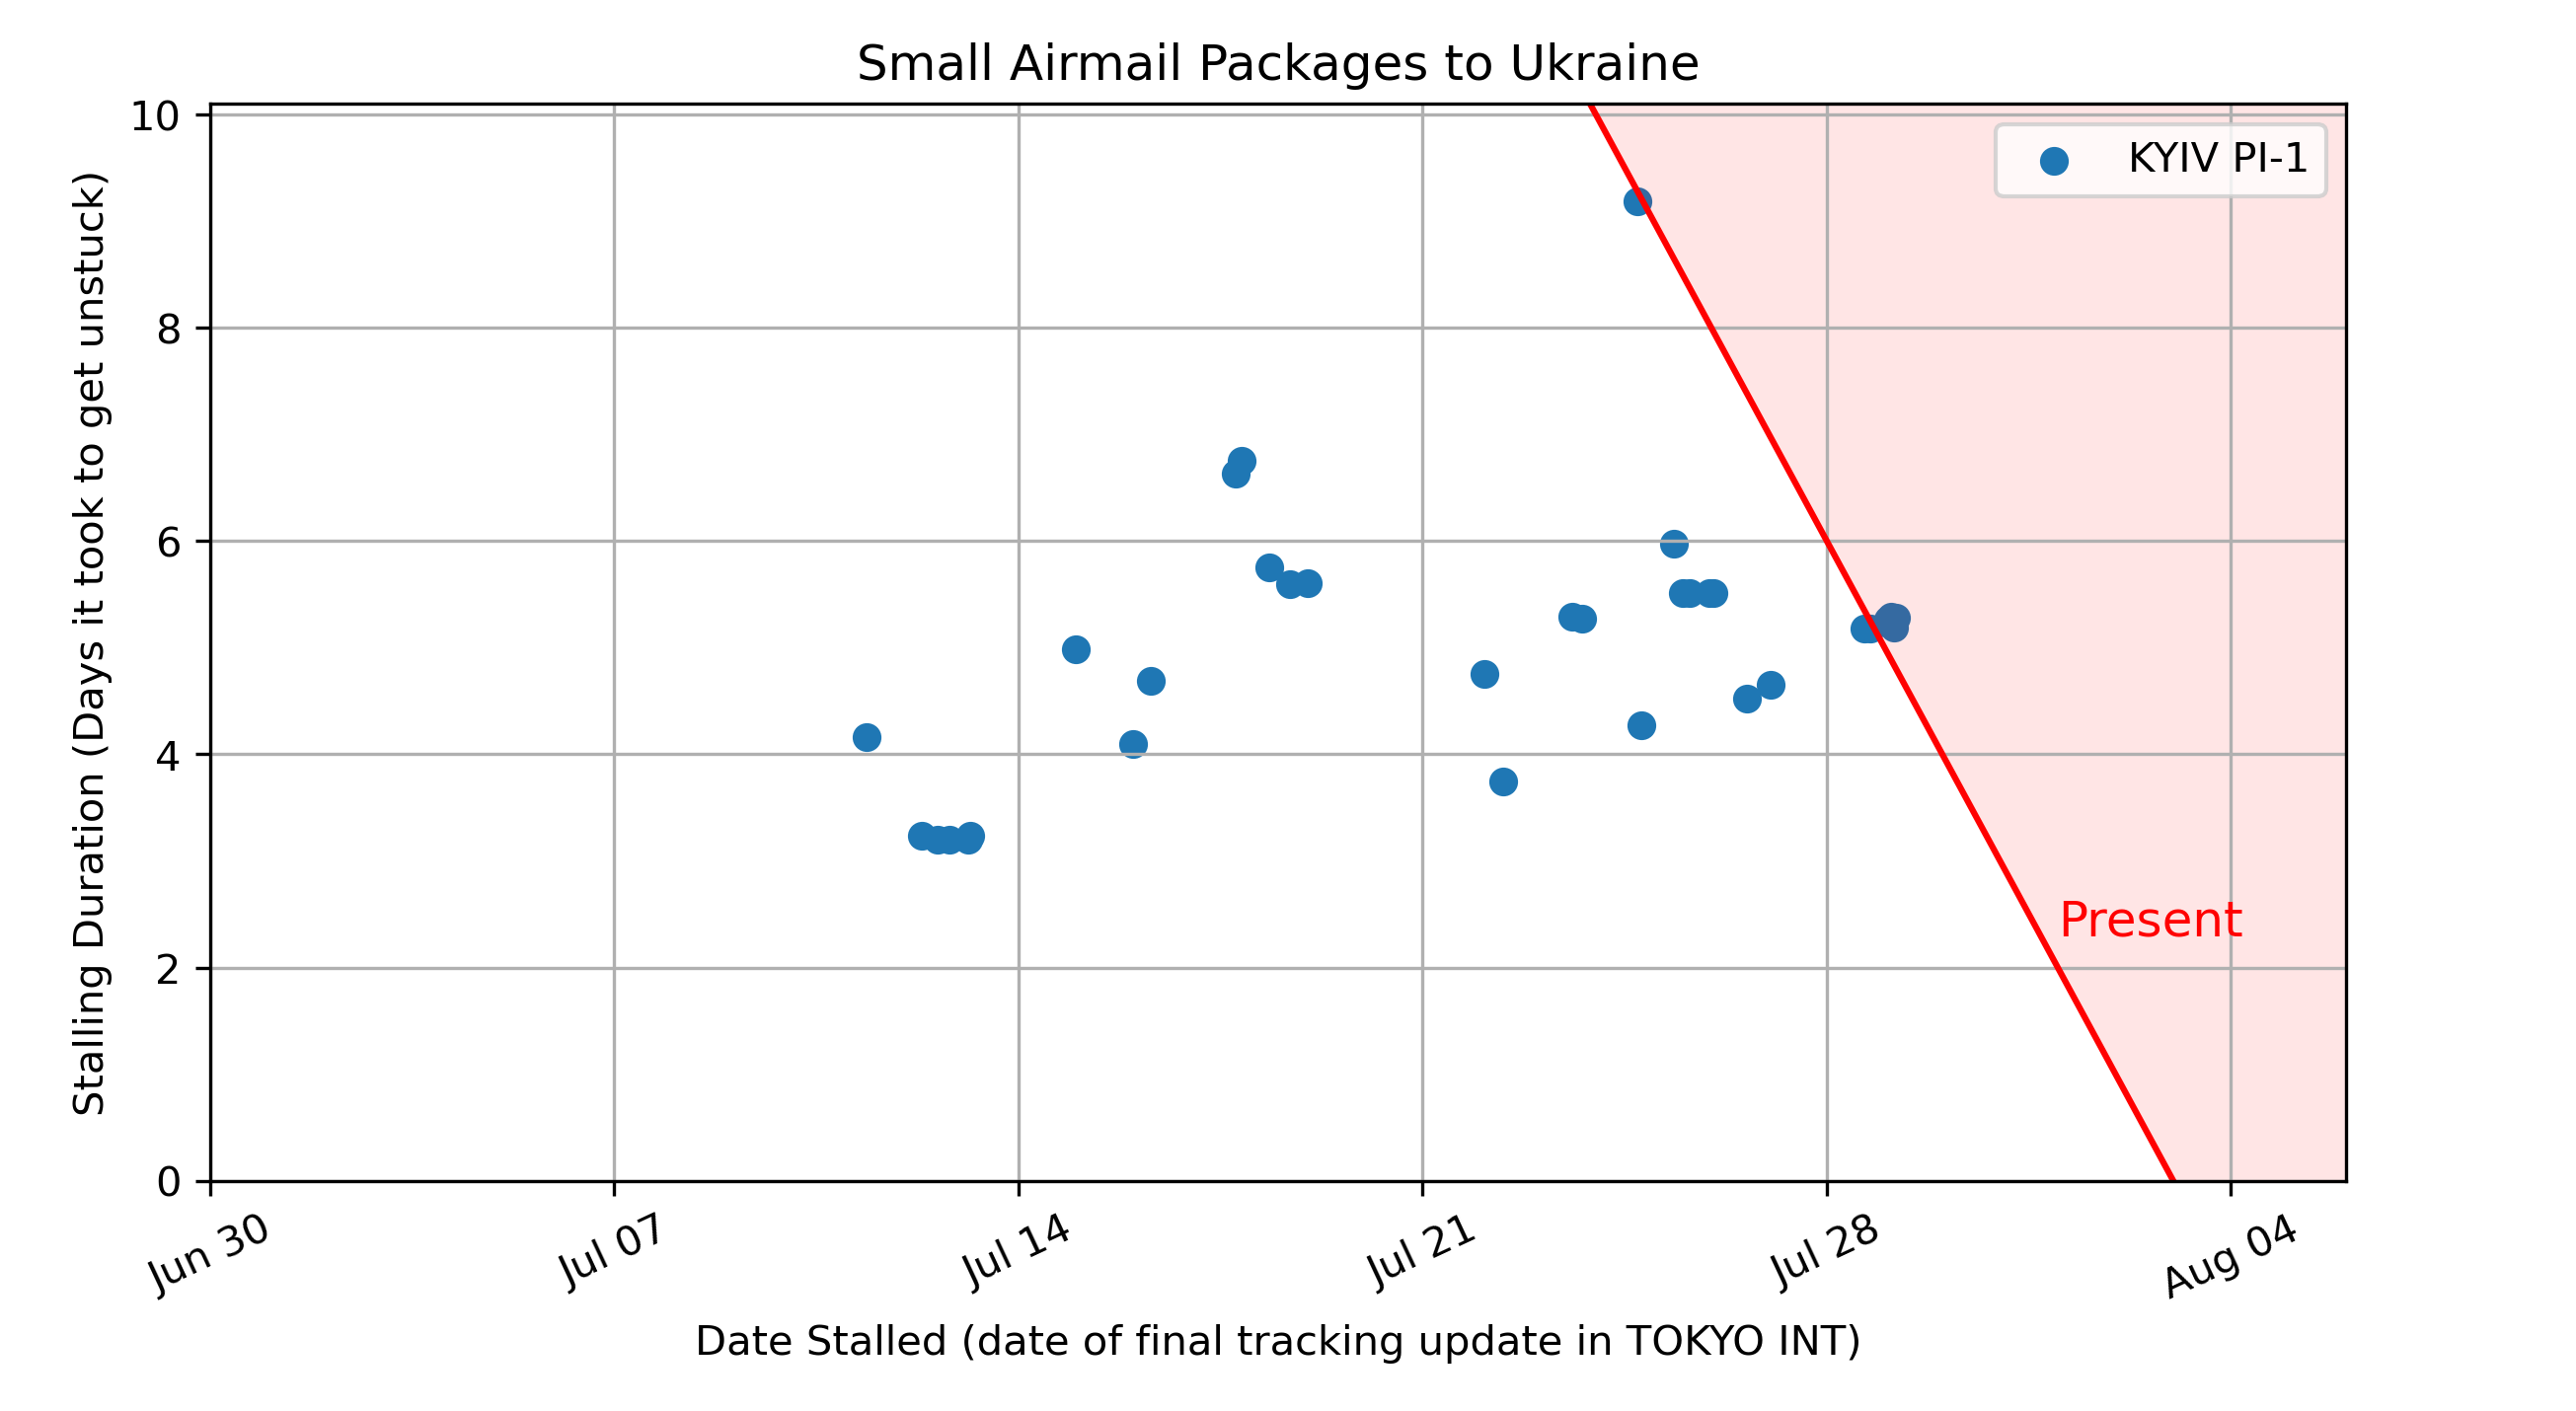 Small Airmail Packages to Ukraine
KYIV PI-1
Present
Stalling Duration (Days it took to get unstuck)
10
8
6
4
2
0
Jun 30
Jul 07
Jul 14
Jul 21
Jul 28
Aug 04
Date Stalled (date of final tracking update in TOKYO INT)